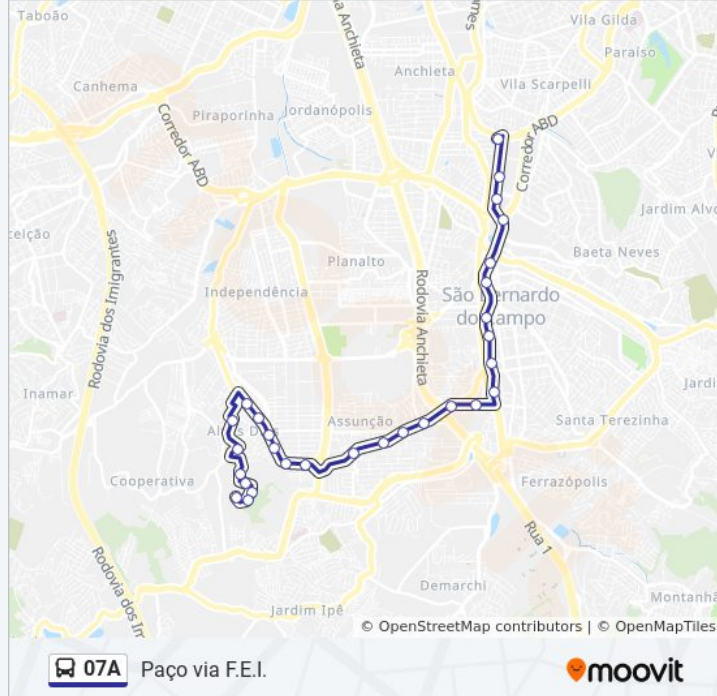 Taboão
Vila Gilda
Paraíso
Rodovia Anchieta
Anchieta
Canhema
Vila Scarpelli
Piraporinha
Jordanópolis
Corredor ABD
Corredor ABD
Jardim Alvo
Rodovia dos Imigrantes
Planalto
Baeta Neves
Independência
Rodovia Anchieta
São Bernardo
do Campo
Inamar
Assunção
Santa Terezinha
Cooperativa
Ferrazópolis
Rua 1
Rodovia dos Im
Demarchi
Montanhã
Jardim Ipê
© OpenStreetMap contributors | © OpenMapTiles
07A Paço via F.E.I.
moovit